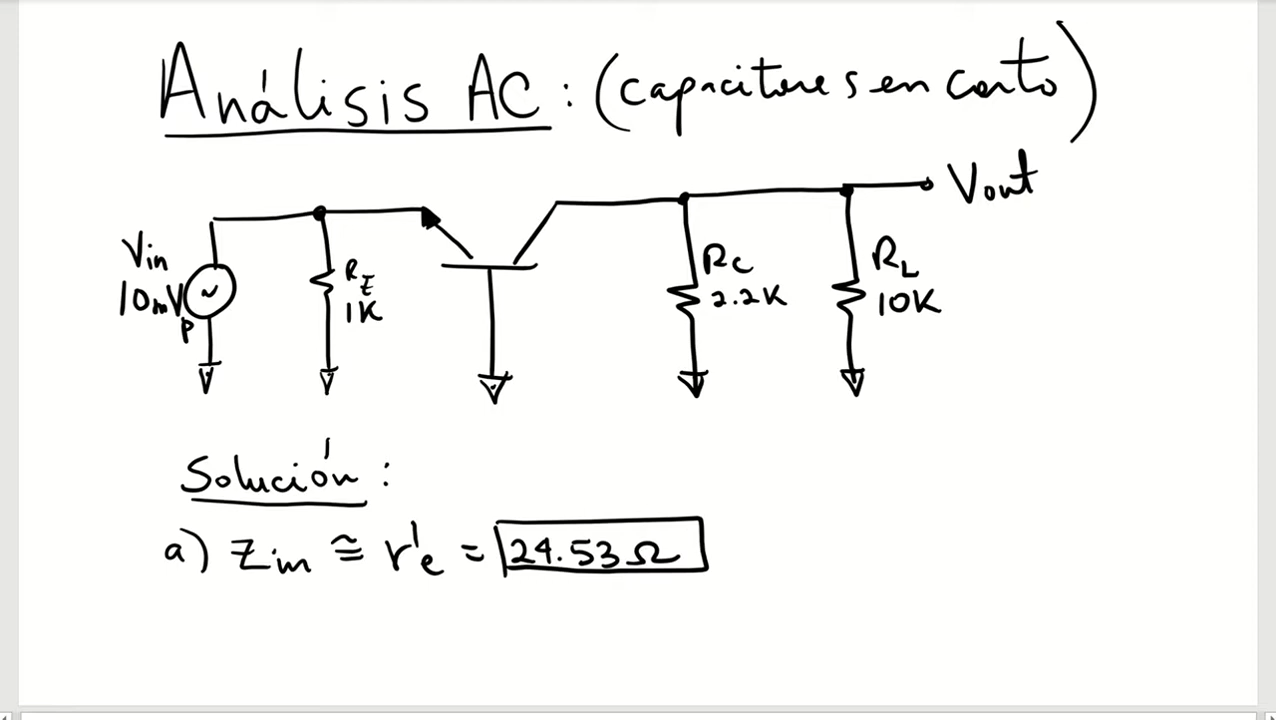 Análisis AC: (capacitores en corto)
Vout
Vin
10mVp
RE
1K
RC
2.2K
RL
10K
Solución:
a) Zin ≅ r'e = 24.53Ω